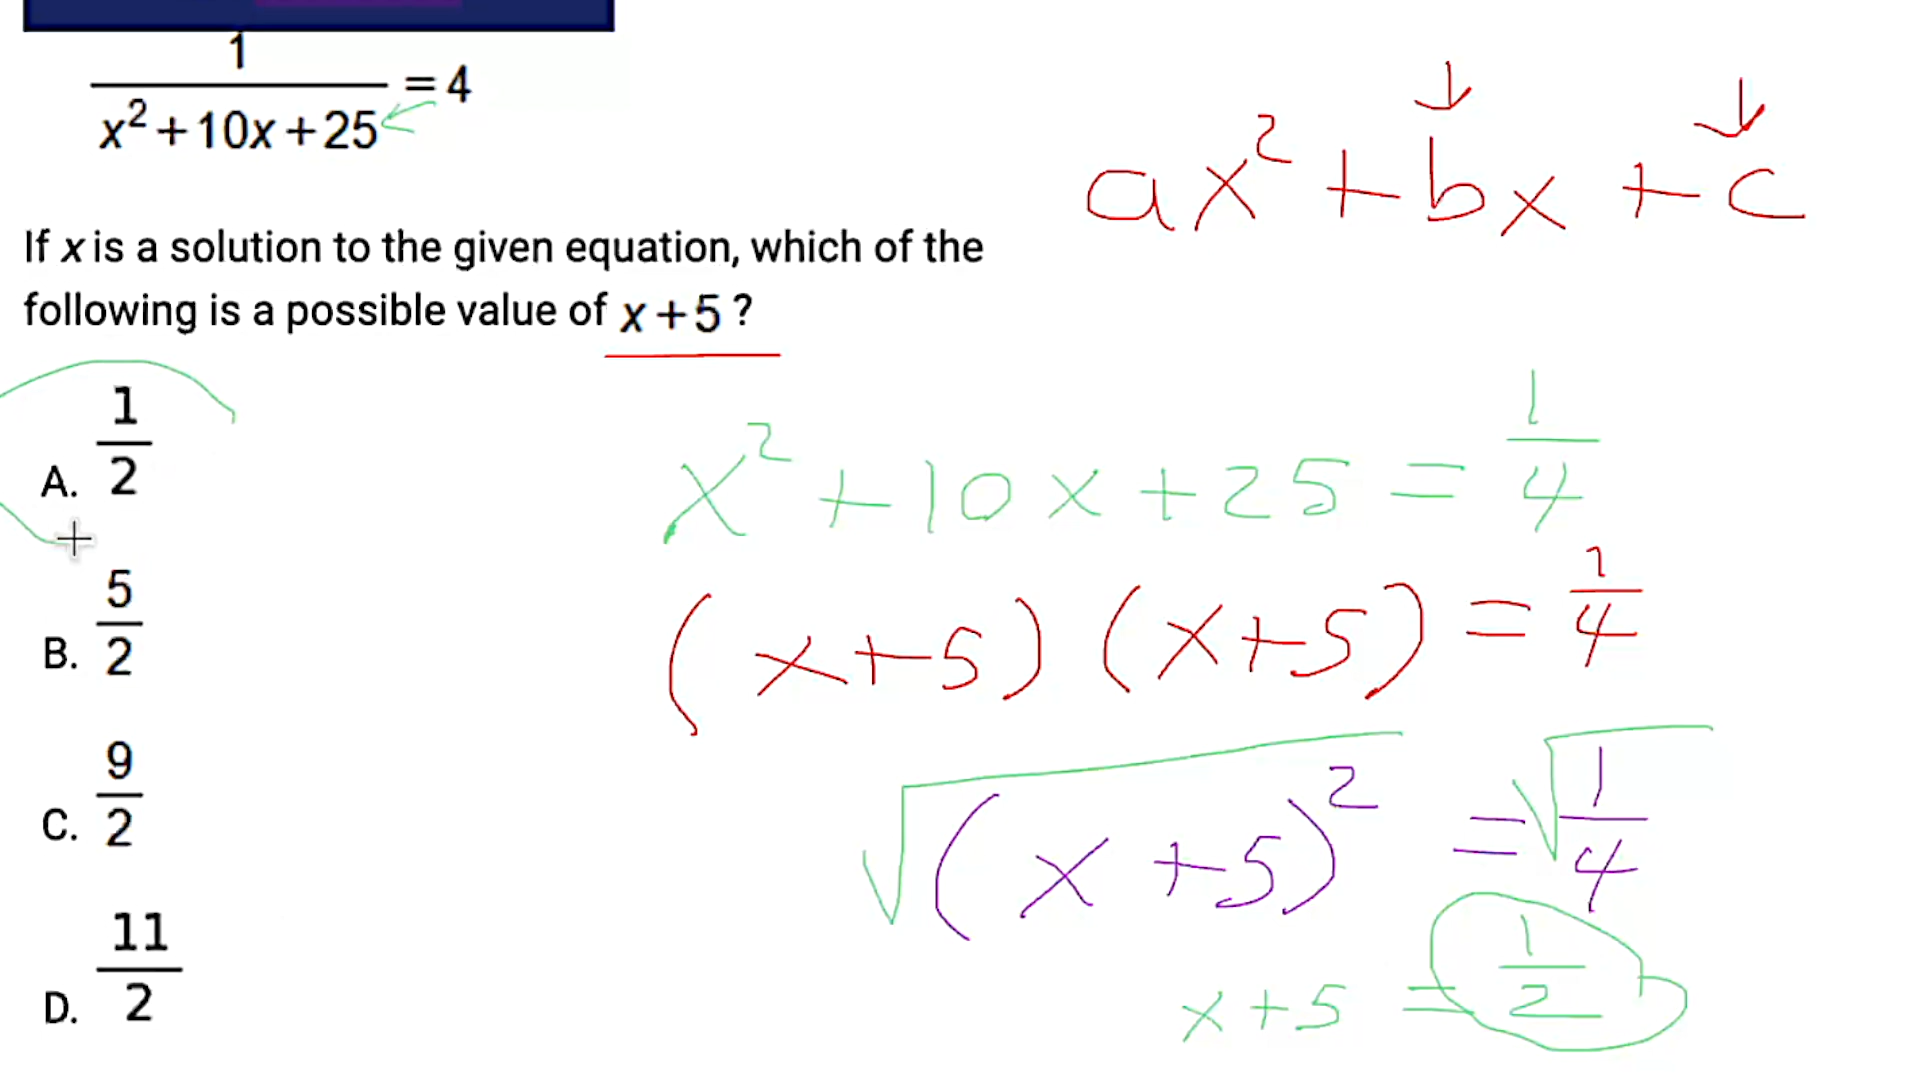 1
x²+10x+25 =4
If x is a solution to the given equation, which of the
following is a possible value of x+5?
A. 1/2
B. 5/2
C. 9/2
D. 11/2
ax²+bx+c
x²+10x+25=1/4
(x+5)(x+5)=1/4
√(x+5)²=√1/4
x+5=1/2